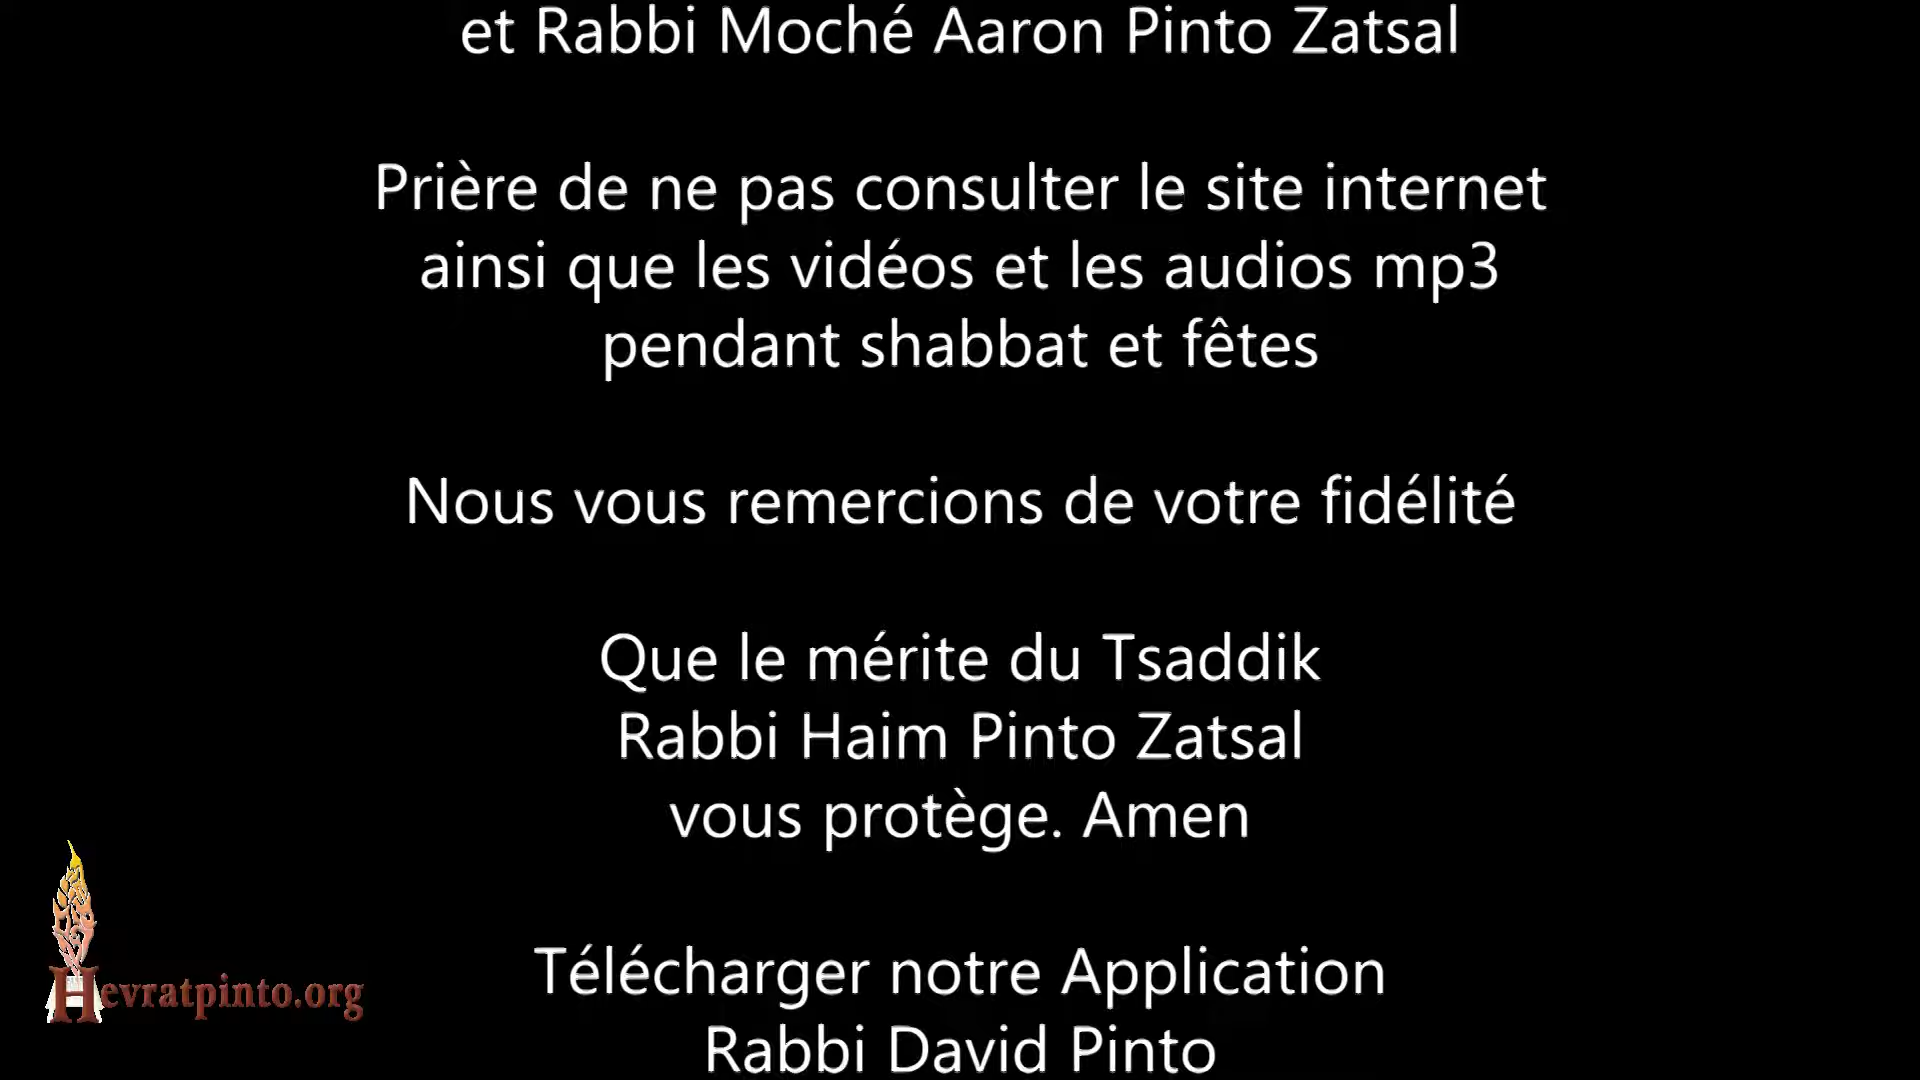 et Rabbi Moché Aaron Pinto Zatsal
Prière de ne pas consulter le site internet
ainsi que les vidéos et les audios mp3
pendant shabbat et fêtes
Nous vous remercions de votre fidélité
Que le mérite du Tsaddik
Rabbi Haim Pinto Zatsal
vous protège. Amen
Télécharger notre Application
Rabbi David Pinto
Hevratpinto.org